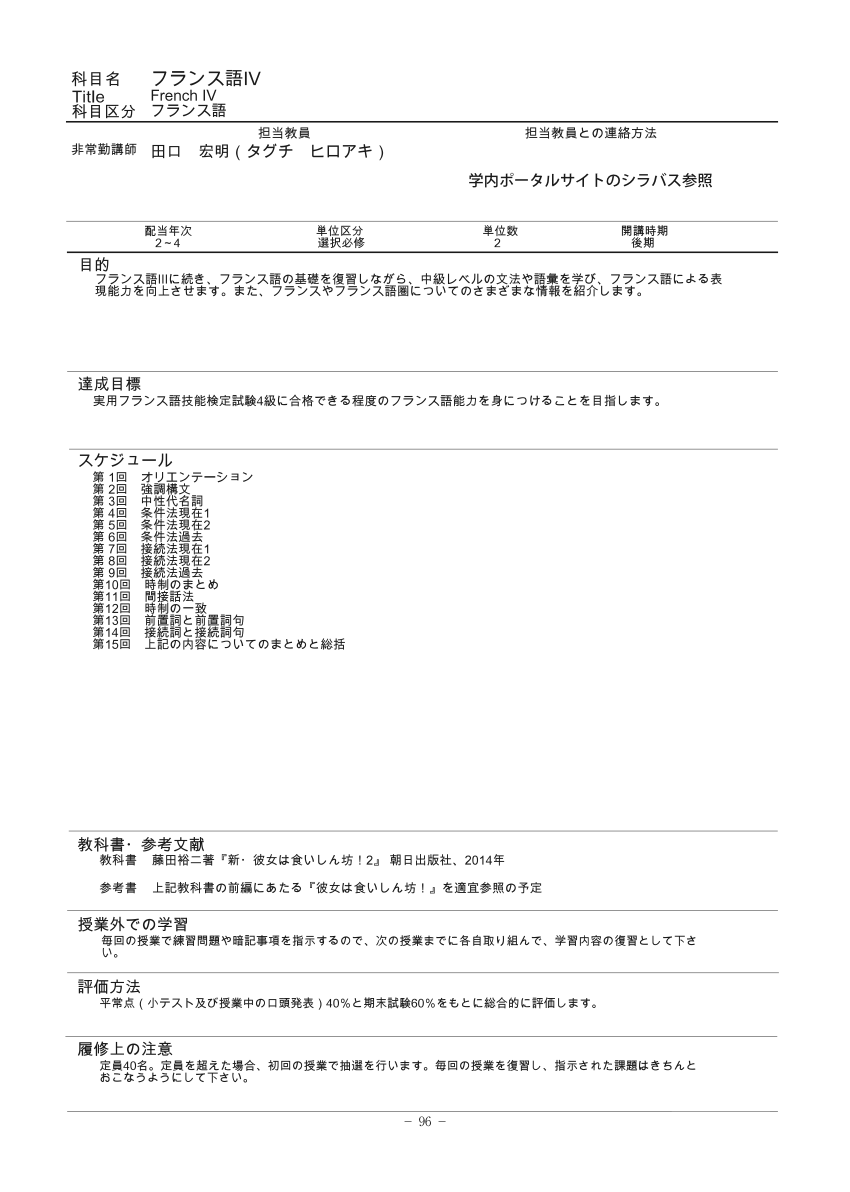 科目名 フランス語IV
Title French IV
科目区分 フランス語
担当教員 担当教員との連絡方法
非常勤講師 田口 宏明(タグチ ヒロアキ)
学内ポータルサイトのシラバス参照
配当年次 単位区分 単位数 開講時期
2~4 選択必修 2 後期
目的
フランス語IIIに続き、フランス語の基礎を復習しながら、中級レベルの文法や語彙を学び、フランス語による表
現能力を向上させます。また、フランスやフランス語圏についてのさまざまな情報を紹介します。
達成目標
実用フランス語技能検定試験4級に合格できる程度のフランス語能力を身につけることを目指します。
スケジュール
第 1回 オリエンテーション
第 2回 強調構文
第 3回 中性代名詞
第 4回 条件法現在1
第 5回 条件法現在2
第 6回 条件法過去
第 7回 接続法現在1
第 8回 接続法現在2
第 9回 接続法過去
第10回 時制のまとめ
第11回 間接話法
第12回 時制の一致
第13回 前置詞と前置詞句
第14回 接続詞と接続詞句
第15回 上記の内容についてのまとめと総括
教科書・参考文献
教科書 藤田裕二著『新・彼女は食いしん坊!2』 朝日出版社、2014年
参考書 上記教科書の前編にあたる『彼女は食いしん坊!』を適宜参照の予定
授業外での学習
毎回の授業で練習問題や暗記事項を指示するので、次の授業までに各自取り組んで、学習内容の復習として下さ
い。
評価方法
平常点(小テスト及び授業中の口頭発表)40%と期末試験60%をもとに総合的に評価します。
履修上の注意
定員40名。定員を超えた場合、初回の授業で抽選を行います。毎回の授業を復習し、指示された課題はきちんと
おこなうようにして下さい。
- 96 -